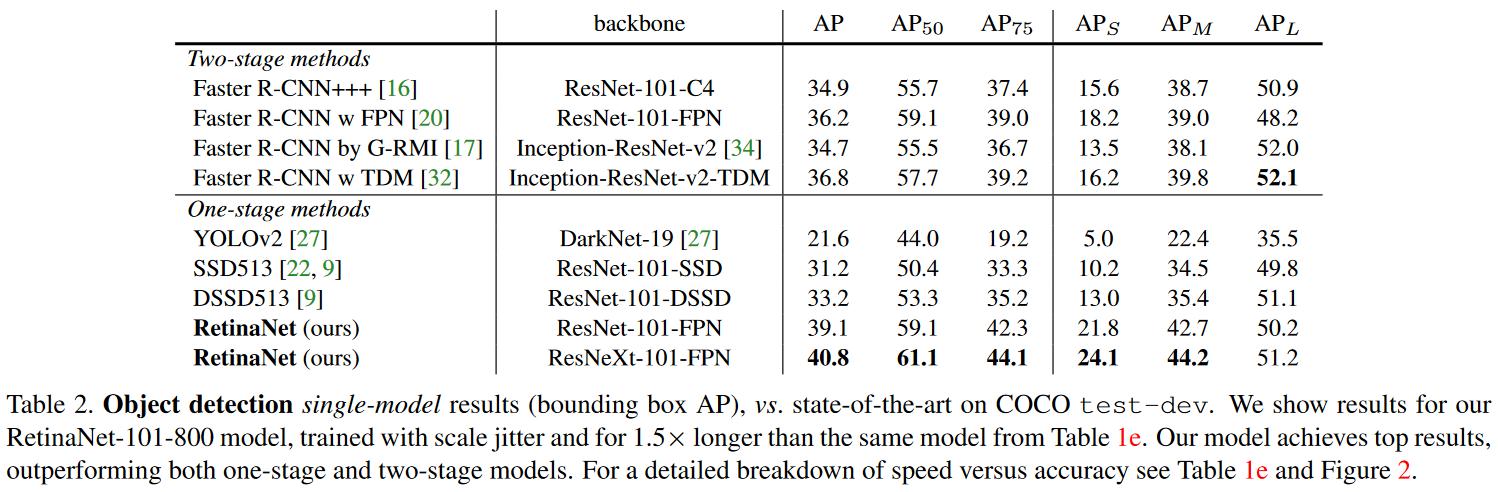 backbone AP AP50 AP75 APS APM APL
Two-stage methods
Faster R-CNN+++ [16] ResNet-101-C4 34.9 55.7 37.4 15.6 38.7 50.9
Faster R-CNN w FPN [20] ResNet-101-FPN 36.2 59.1 39.0 18.2 39.0 48.2
Faster R-CNN by G-RMI [17] Inception-ResNet-v2 [34] 34.7 55.5 36.7 13.5 38.1 52.0
Faster R-CNN w TDM [32] Inception-ResNet-v2-TDM 36.8 57.7 39.2 16.2 39.8 52.1
One-stage methods
YOLOv2 [27] DarkNet-19 [27] 21.6 44.0 19.2 5.0 22.4 35.5
SSD513 [22, 9] ResNet-101-SSD 31.2 50.4 33.3 10.2 34.5 49.8
DSSD513 [9] ResNet-101-DSSD 33.2 53.3 35.2 13.0 35.4 51.1
RetinaNet (ours) ResNet-101-FPN 39.1 59.1 42.3 21.8 42.7 50.2
RetinaNet (ours) ResNeXt-101-FPN 40.8 61.1 44.1 24.1 44.2 51.2
Table 2. Object detection single-model results (bounding box AP), vs. state-of-the-art on COCO test-dev. We show results for our
RetinaNet-101-800 model, trained with scale jitter and for 1.5× longer than the same model from Table 1e. Our model achieves top results,
outperforming both one-stage and two-stage models. For a detailed breakdown of speed versus accuracy see Table 1e and Figure 2.